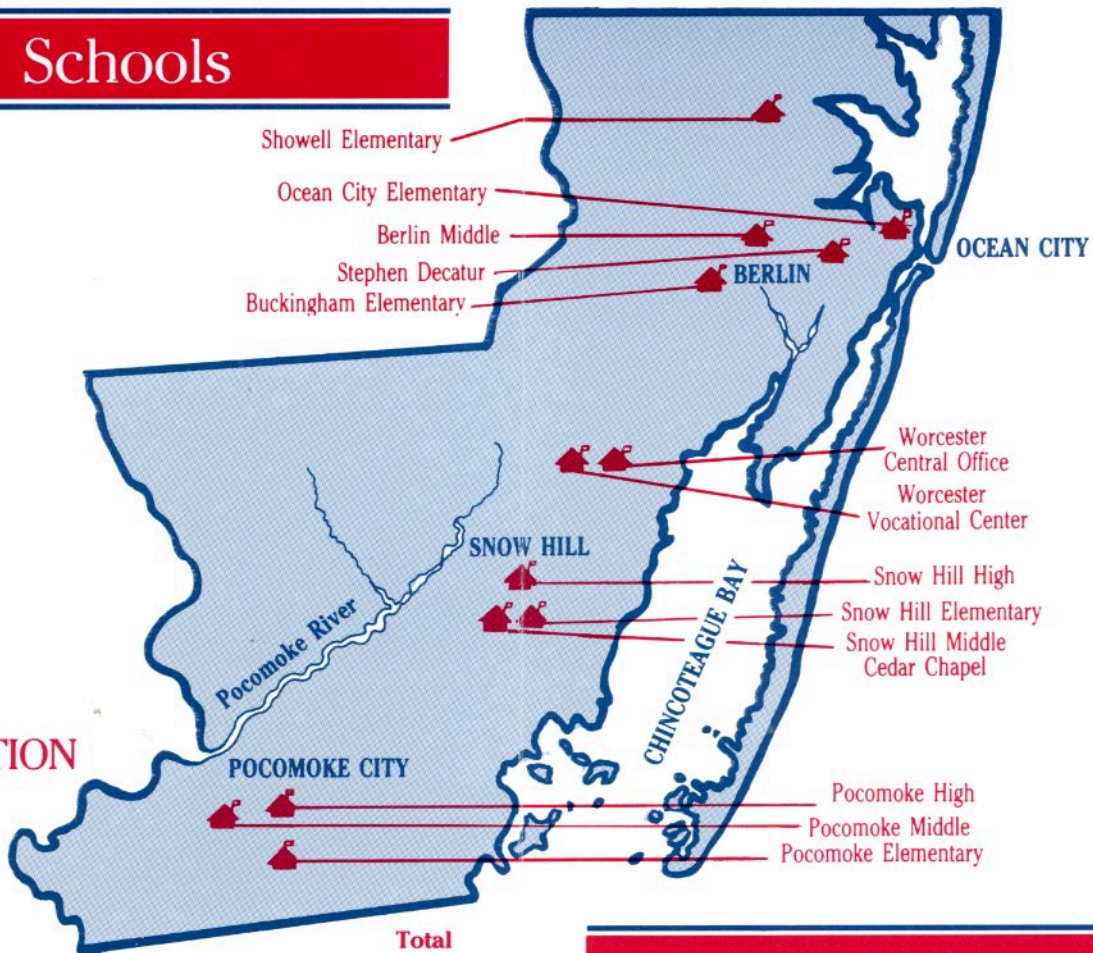 Schools
Showell Elementary
Ocean City Elementary
Berlin Middle
Stephen Decatur
Buckingham Elementary
BERLIN
OCEAN CITY
Worcester
Central Office
Worcester
Vocational Center
SNOW HILL
Snow Hill High
Snow Hill Elementary
Snow Hill Middle
Cedar Chapel
CHINCOTEAGUE BAY
Pocomoke River
TION
POCOMOKE CITY
Pocomoke High
Pocomoke Middle
Pocomoke Elementary
Total